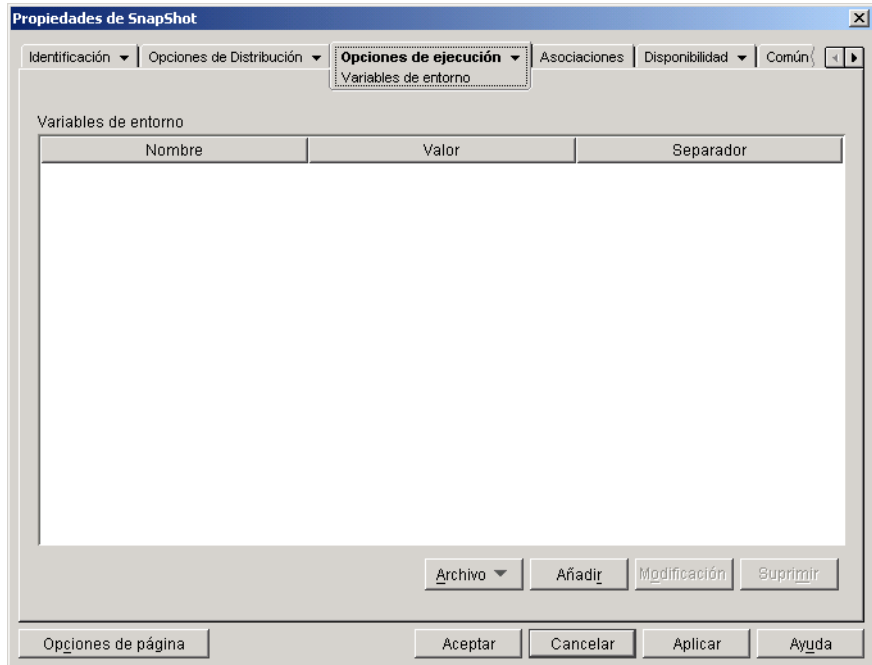 Propiedades de SnapShot
Identificación Opciones de Distribución Opciones de ejecución Asociaciones Disponibilidad Común
Variables de entorno
Variables de entorno
Nombre Valor Separador
Archivo Añadir Modificación Suprimir
Opciones de página Aceptar Cancelar Aplicar Ayuda